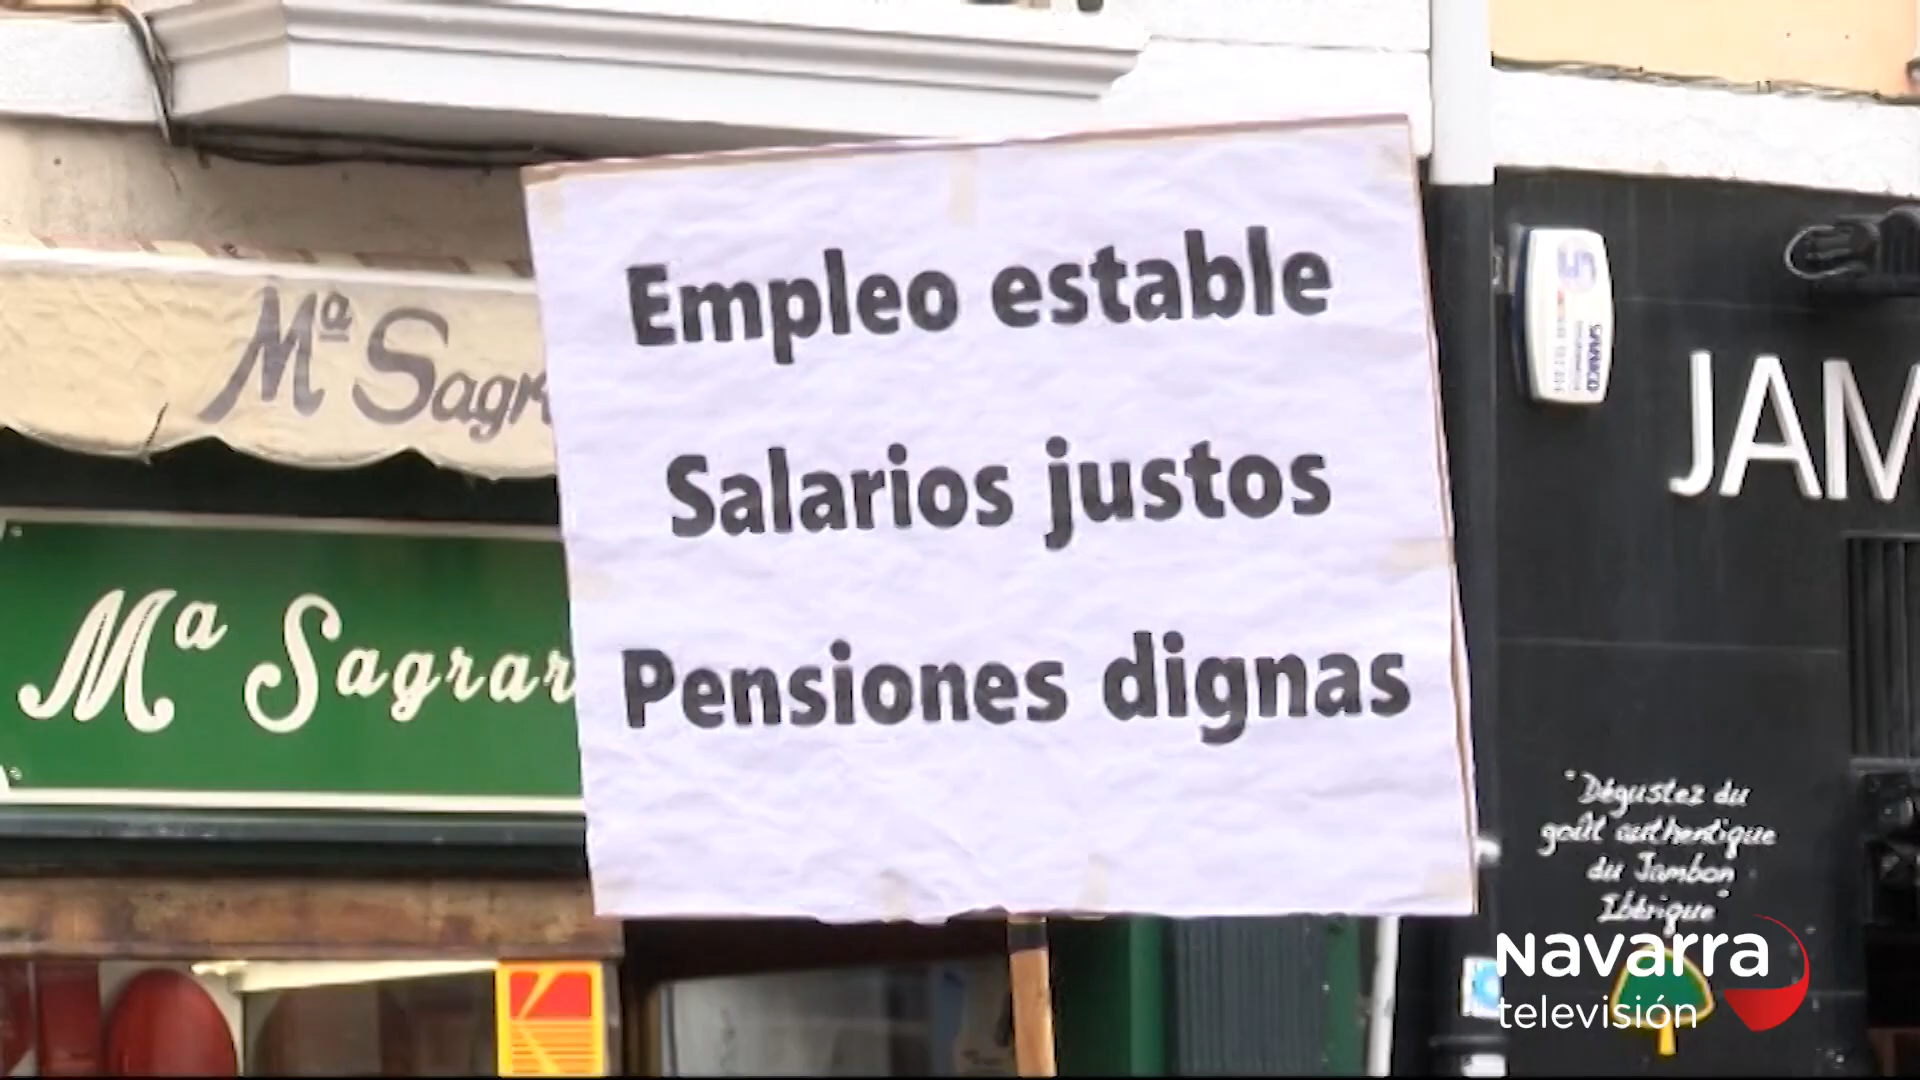 Empleo estable
Salarios justos
Pensiones dignas
Mª Sagr
Mª Sagrar
JAM
"Dégustez du
goût authentique
du Jambon
Ibérique"
Navarra
televisión